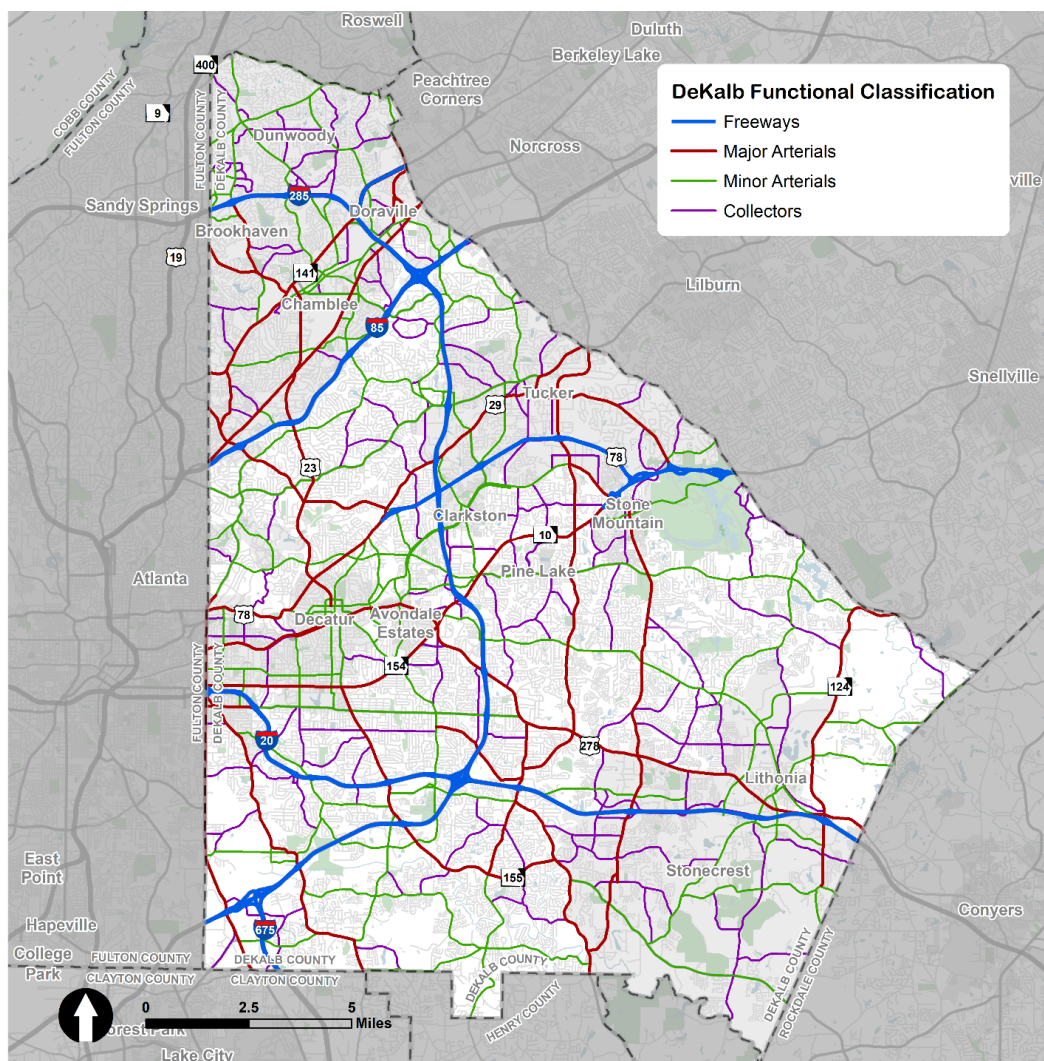 Roswell
Duluth
Berkeley Lake
Peachtree
Corners
400
9
COBB COUNTY
FULTON COUNTY
FULTON COUNTY
DEKALB COUNTY
DeKalb Functional Classification
Freeways
Major Arterials
Minor Arterials
Collectors
Dunwoody
Norcross
ville
285
Sandy Springs
Doraville
Brookhaven
19
141
Lilburn
Chamblee
85
Snellville
Tucker
29
23
78
Clarkston
Stone
Mountain
10
Atlanta
Pine Lake
78
Decatur
Avondale
Estates
FULTON COUNTY
DEKALB COUNTY
154
124
20
278
Lithonia
East
Point
Stonecrest
155
Hapeville
Conyers
675
College
Park
FULTON COUNTY
CLAYTON COUNTY
DEKALB COUNTY
CLAYTON COUNTY
DEKALB COUNTY
HENRY COUNTY
DEKALB COUNTY
ROCKDALE COUNTY
0
2.5
5
Miles
orest Park
Lake City